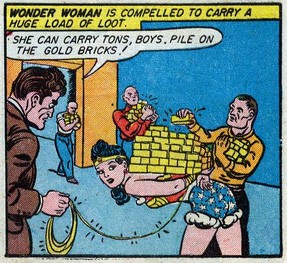 WONDER WOMAN IS COMPELLED TO CARRY A
HUGE LOAD OF LOOT.
SHE CAN CARRY TONS, BOYS. PILE ON
THE GOLD BRICKS!